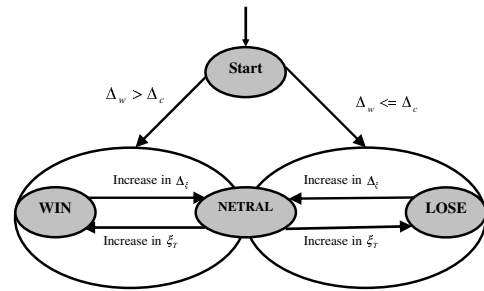 Start
Δw > Δc
Δw <= Δc
Increase in Δξ
Increase in Δξ
WIN
NETRAL
LOSE
Increase in ξT
Increase in ξT